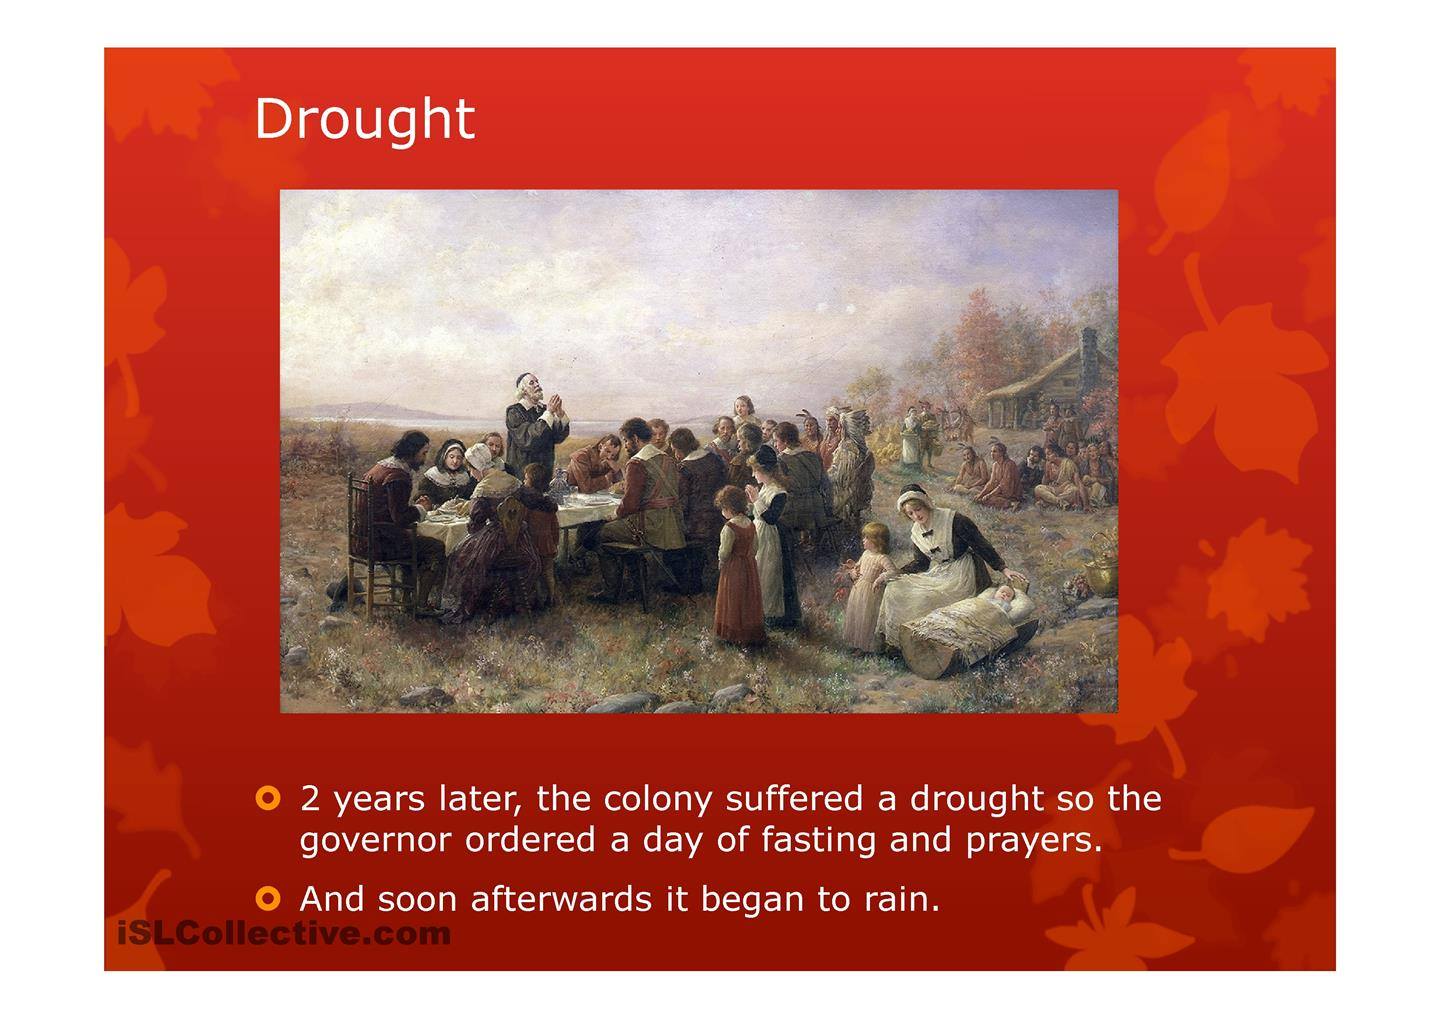 Drought
2 years later, the colony suffered a drought so the
governor ordered a day of fasting and prayers.
And soon afterwards it began to rain.
iSLCollective.com